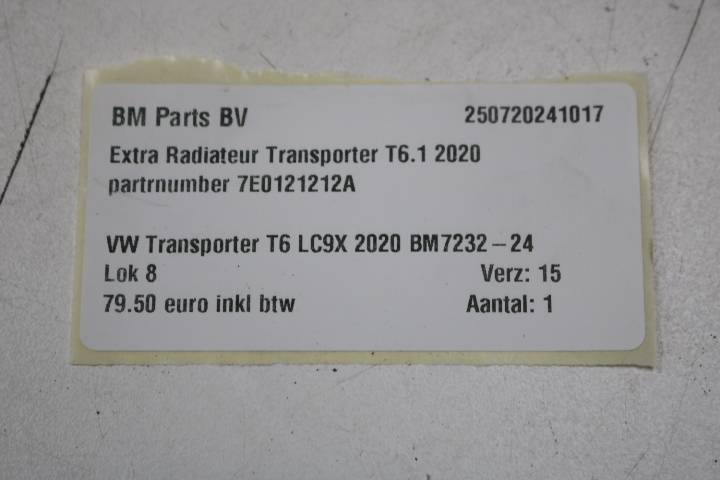 BM Parts BV 250720241017
Extra Radiateur Transporter T6.1 2020
partrnumber 7E0121212A
VW Transporter T6 LC9X 2020 BM7232-24
Lok 8 Verz: 15
79.50 euro inkl btw Aantal: 1